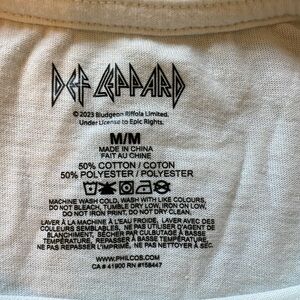 DEF LEPPARD
© 2023 Bludgeon Riffola Limited.
Under License to Epic Rights.
M/M
MADE IN CHINA
FAIT AU CHINE
50% COTTON / COTON
50% POLYESTER / POLYESTER
MACHINE WASH COLD, WASH WITH LIKE COLOURS,
DO NOT BLEACH, TUMBLE DRY LOW, IRON ON LOW,
DO NOT IRON PRINT, DO NOT DRY CLEAN.
LAVER À LA MACHINE À L'EAU FROIDE, LAVER AVEC DES
COULEURS SEMBLABLES, NE PAS UTILISER D'AGENT DE
BLANCHIMENT, SÉCHER PAR CULBUTAGE À BASSE
TEMPÉRATURE, REPASSER À BASSE TEMPÉRATURE,
NE PAS REPASSER L'IMPRIMÉ, NE PAS NETTOYER À SEC.
WWW.PHILCOS.COM
CA # 41900 RN #158447